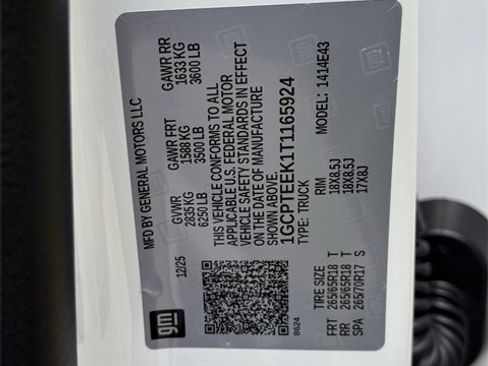 gm
MFD BY GENERAL MOTORS LLC
12/25
GVWR
2835 KG
6250 LB
GAWR FRT
1588 KG
3500 LB
GAWR RR
1633 KG
3600 LB
THIS VEHICLE CONFORMS TO ALL
APPLICABLE U.S. FEDERAL MOTOR
VEHICLE SAFETY STANDARDS IN EFFECT
ON THE DATE OF MANUFACTURE
SHOWN ABOVE.
1GCPTEEK1T1165924
TYPE: TRUCK
MODEL: 1414E43
8624
TIRE SIZE RIM
FRT 265/65R18 T 18X8.5J
RR 265/65R18 T 18X8.5J
SPA 265/70R17 S 17X8J